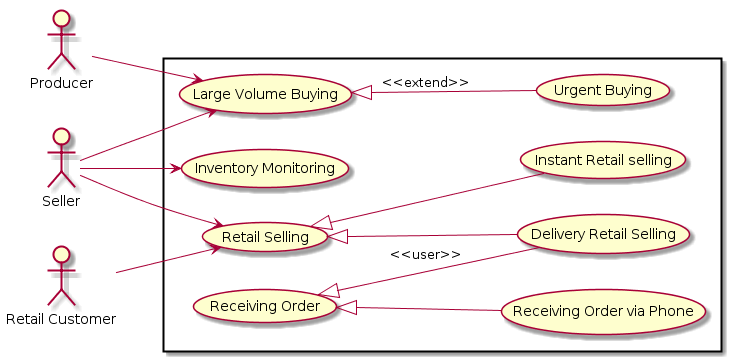 Producer
Large Volume Buying
<<extend>>
Urgent Buying
Seller
Inventory Monitoring
Instant Retail selling
Retail Selling
Delivery Retail Selling
<<user>>
Retail Customer
Receiving Order
Receiving Order via Phone